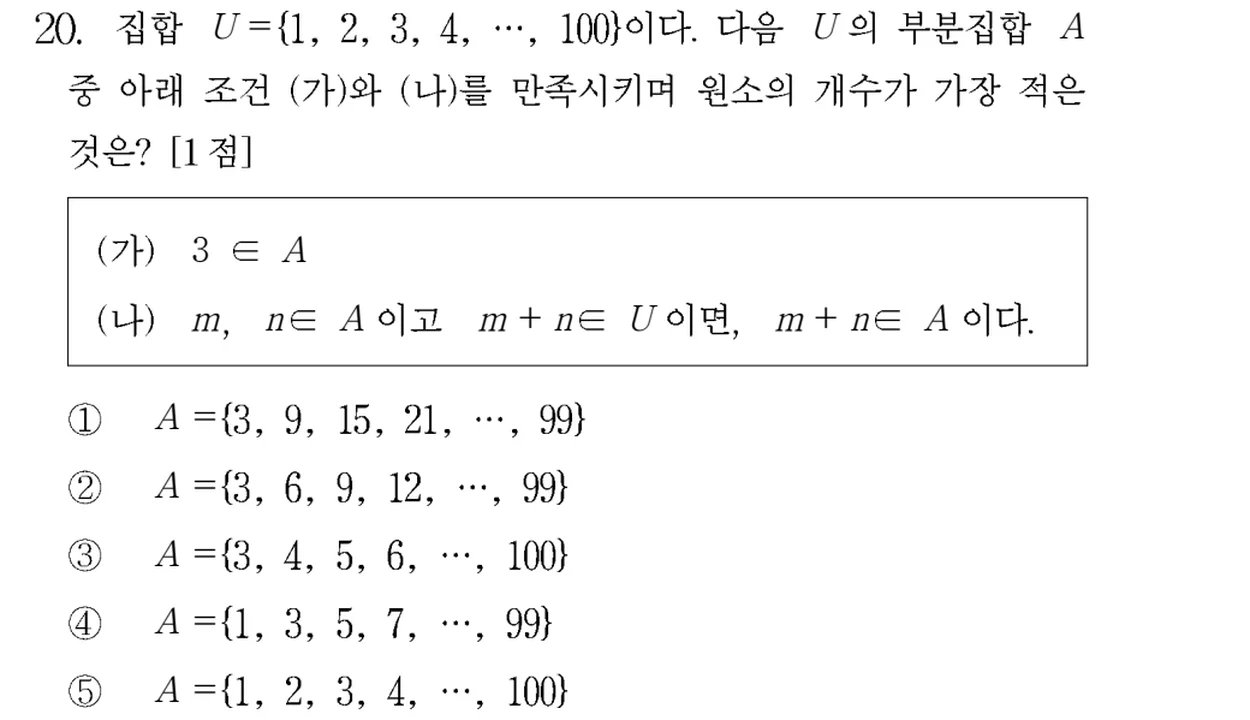 20. 집합 U={1, 2, 3, 4, ⋯, 100}이다. 다음 U의 부분집합 A
중 아래 조건 (가)와 (나)를 만족시키며 원소의 개수가 가장 적은
것은? [1점]
(가) 3 ∈ A
(나) m, n∈ A이고 m+n∈ U이면, m+n∈ A이다.
① A={3, 9, 15, 21, ⋯, 99}
② A={3, 6, 9, 12, ⋯, 99}
③ A={3, 4, 5, 6, ⋯, 100}
④ A={1, 3, 5, 7, ⋯, 99}
⑤ A={1, 2, 3, 4, ⋯, 100}